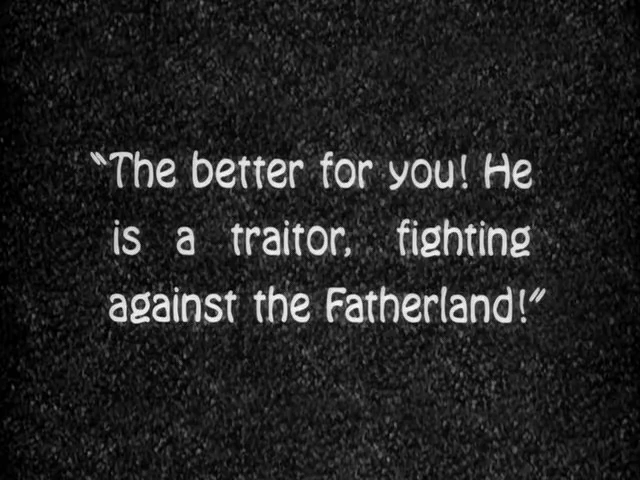 “The better for you! He
is a traitor, fighting
against the Fatherland!”